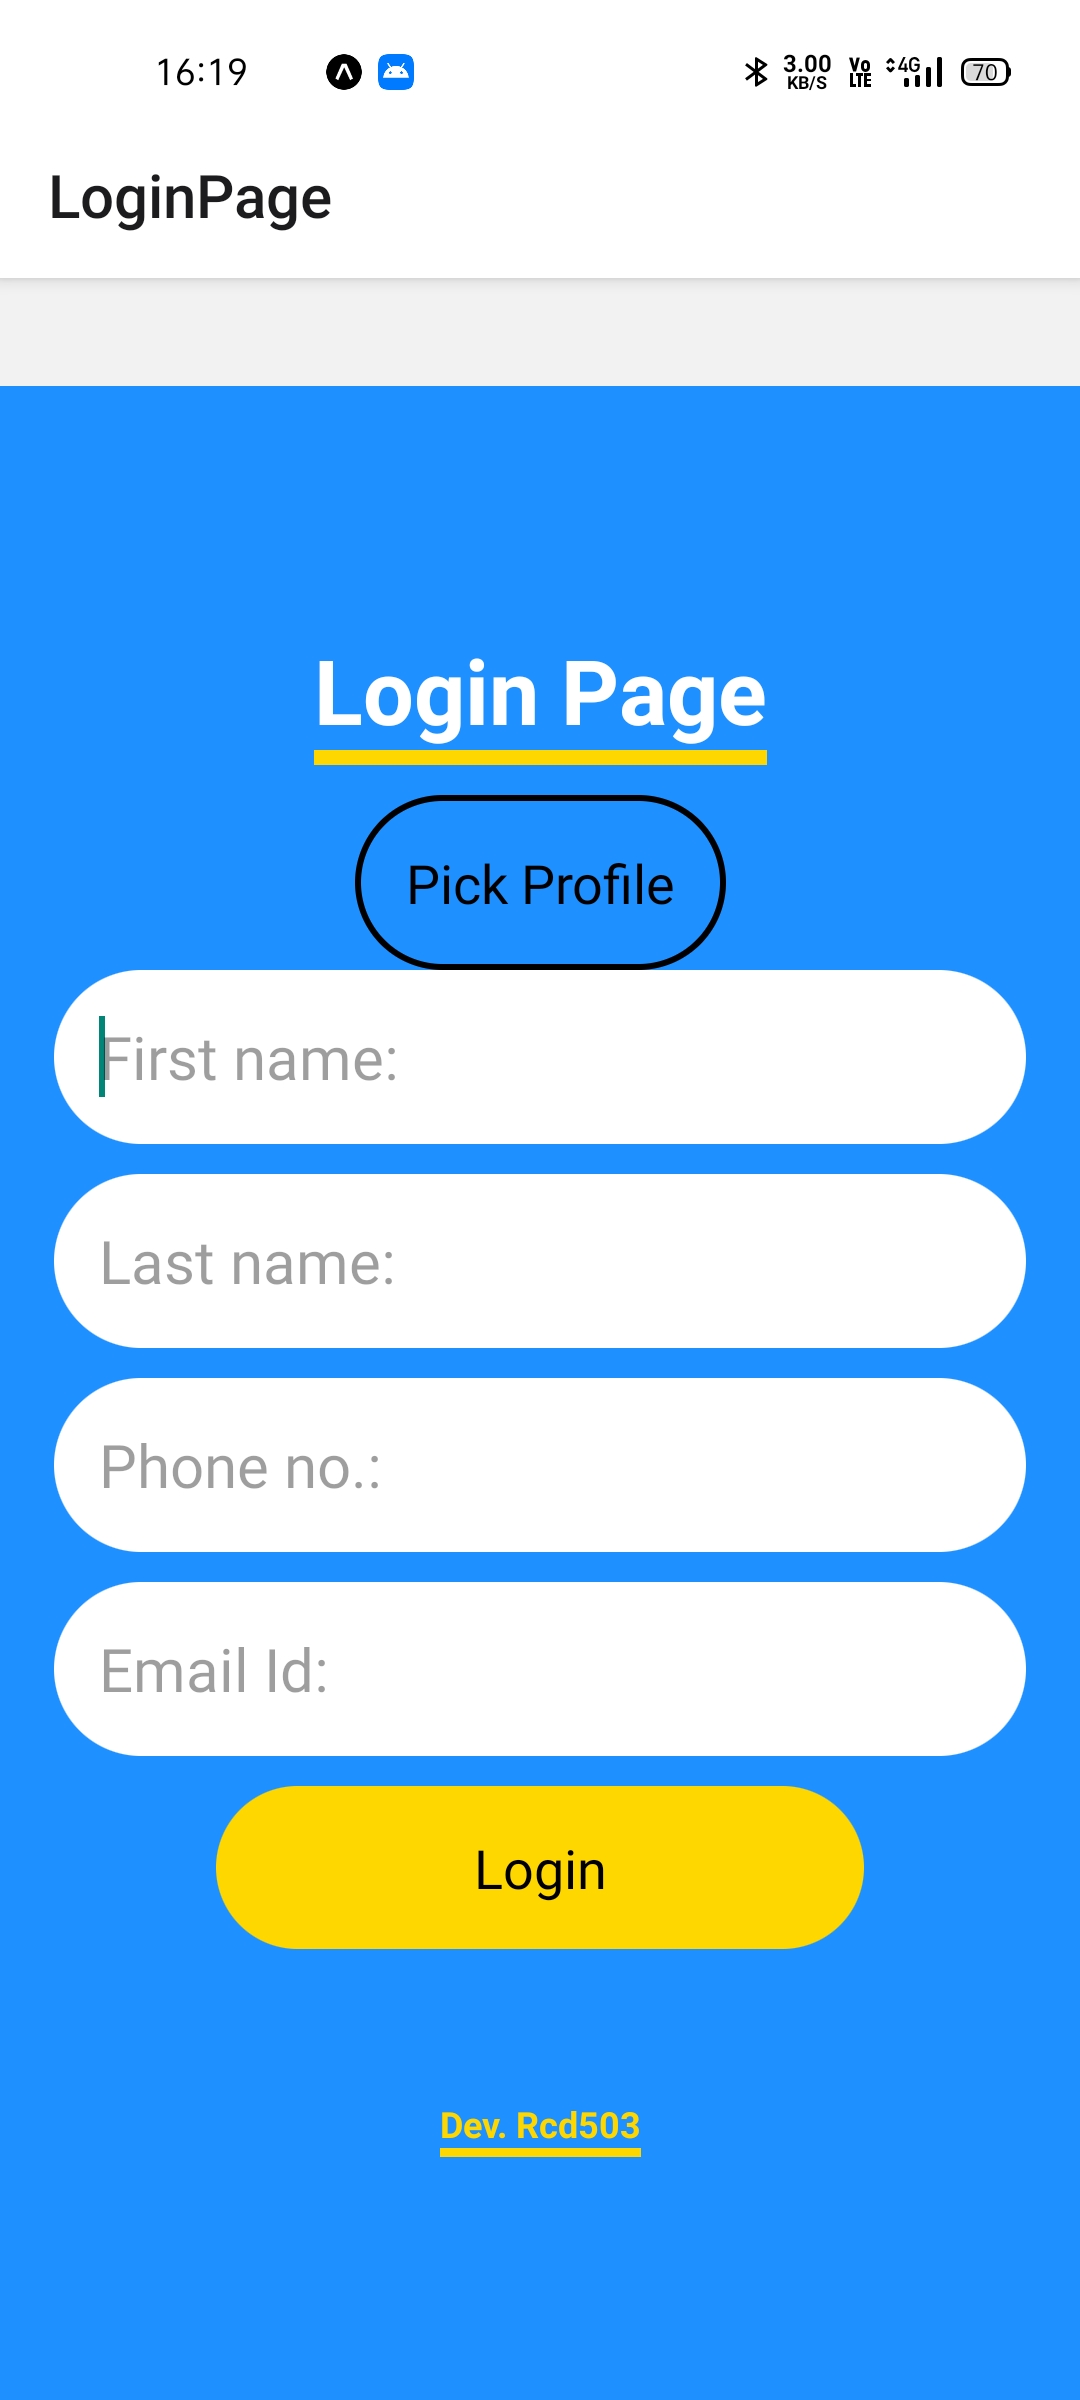 16:19 3.00 KB/S Vo LTE 4G 70
LoginPage
Login Page
Pick Profile
First name:
Last name:
Phone no.:
Email Id:
Login
Dev. Rcd503